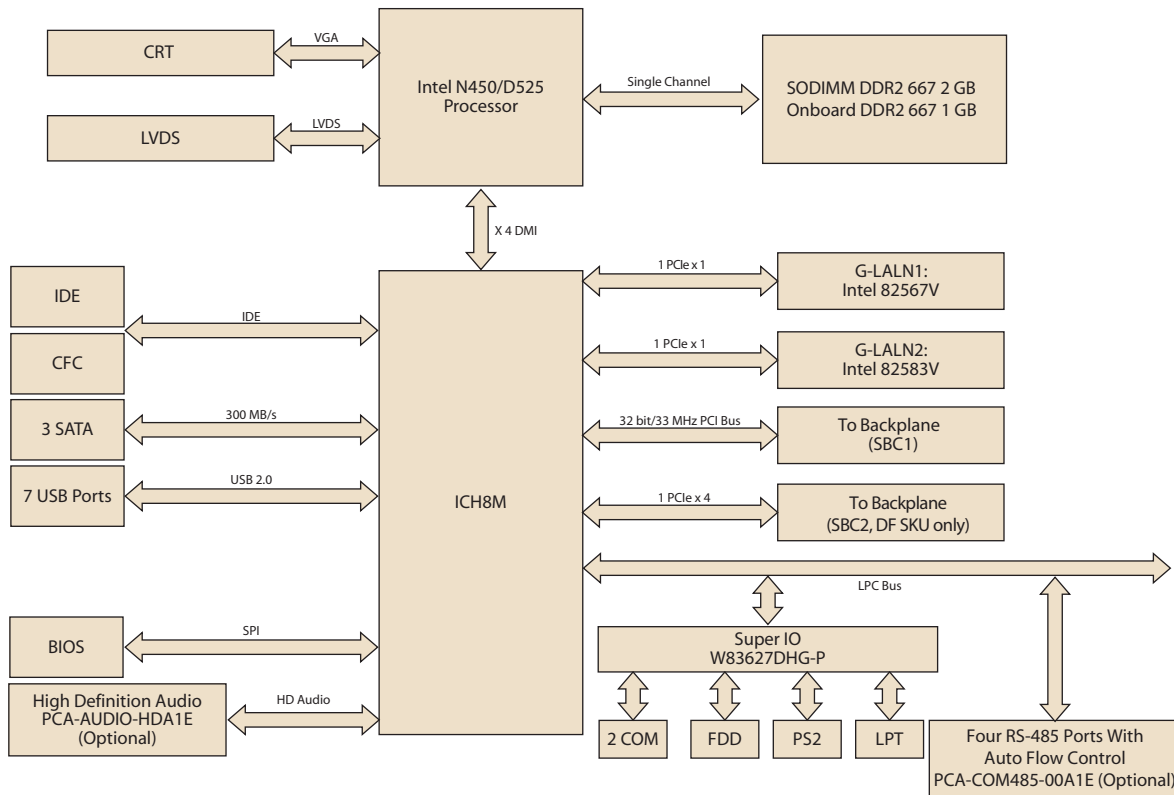 CRT
VGA
Intel N450/D525
Processor
Single Channel
SODIMM DDR2 667 2 GB
Onboard DDR2 667 1 GB
LVDS
LVDS
X 4 DMI
IDE
CFC
IDE
3 SATA
300 MB/s
7 USB Ports
USB 2.0
ICH8M
1 PCIe x 1
G-LALN1:
Intel 82567V
1 PCIe x 1
G-LALN2:
Intel 82583V
32 bit/33 MHz PCI Bus
To Backplane
(SBC1)
1 PCIe x 4
To Backplane
(SBC2, DF SKU only)
LPC Bus
BIOS
SPI
Super IO
W83627DHG-P
High Definition Audio
PCA-AUDIO-HDA1E
(Optional)
HD Audio
2 COM
FDD
PS2
LPT
Four RS-485 Ports With
Auto Flow Control
PCA-COM485-00A1E (Optional)